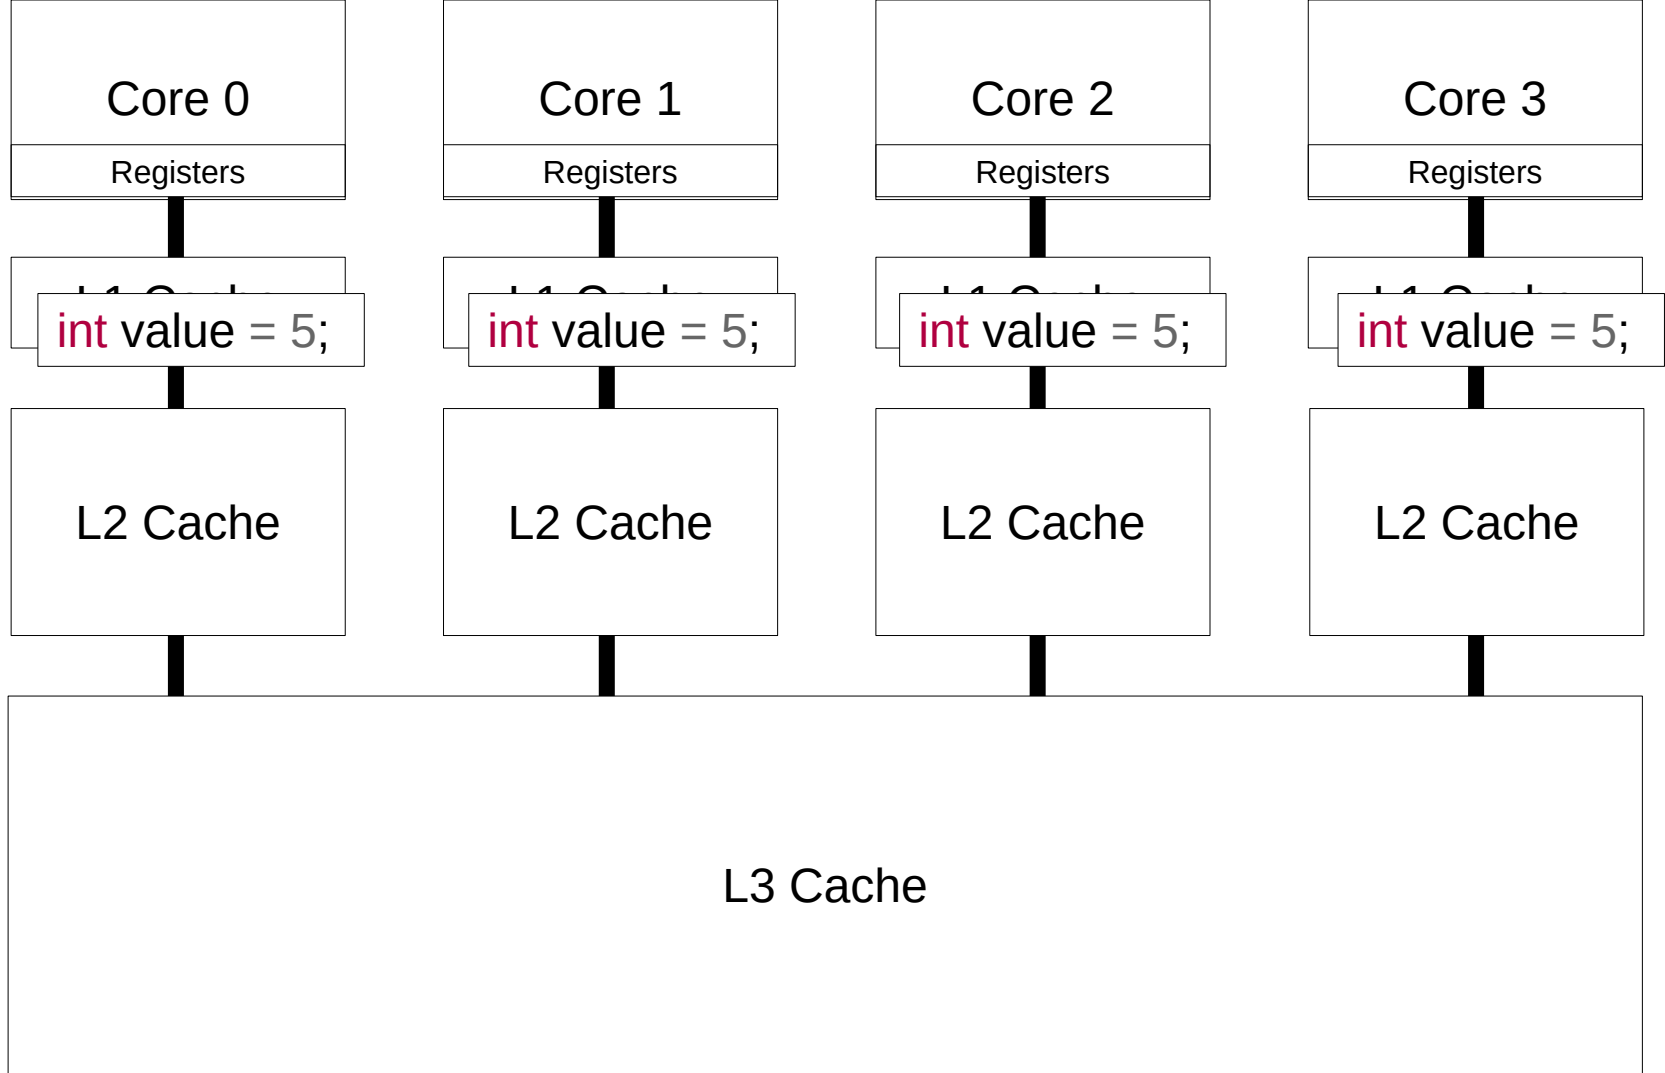 Core 0
Core 1
Core 2
Core 3
Registers
Registers
Registers
Registers
int value = 5;
int value = 5;
int value = 5;
int value = 5;
L2 Cache
L2 Cache
L2 Cache
L2 Cache
L3 Cache